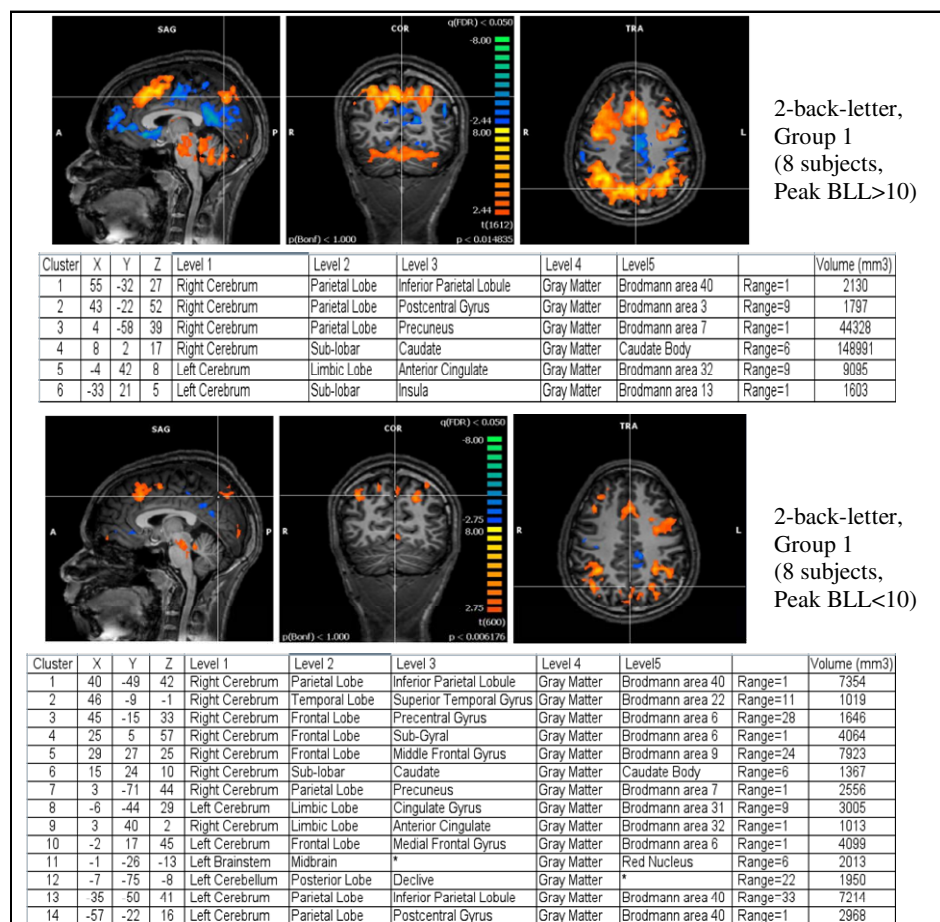 SAG
COR
q(FDR) < 0.050
-8.00
TRA
A
P
R
-2.44
8.00
L
2.44
t(1612)
p(Bonf) < 1.000
p < 0.014835
2-back-letter,
Group 1
(8 subjects,
Peak BLL>10)
Cluster X Y Z Level 1 Level 2 Level 3 Level 4 Level5 Volume (mm3)
1 55 -32 27 Right Cerebrum Parietal Lobe Inferior Parietal Lobule Gray Matter Brodmann area 40 Range=1 2130
2 43 -22 52 Right Cerebrum Parietal Lobe Postcentral Gyrus Gray Matter Brodmann area 3 Range=9 1797
3 4 -58 39 Right Cerebrum Parietal Lobe Precuneus Gray Matter Brodmann area 7 Range=1 44328
4 8 2 17 Right Cerebrum Sub-lobar Caudate Gray Matter Caudate Body Range=6 148991
5 -4 42 8 Left Cerebrum Limbic Lobe Anterior Cingulate Gray Matter Brodmann area 32 Range=9 9095
6 -33 21 5 Left Cerebrum Sub-lobar Insula Gray Matter Brodmann area 13 Range=1 1603
SAG
COR
q(FDR) < 0.050
-8.00
TRA
A
P
R
-2.75
8.00
R
L
2.75
t(600)
p(Bonf) < 1.000
p < 0.006176
2-back-letter,
Group 1
(8 subjects,
Peak BLL<10)
Cluster X Y Z Level 1 Level 2 Level 3 Level 4 Level5 Volume (mm3)
1 40 -49 42 Right Cerebrum Parietal Lobe Inferior Parietal Lobule Gray Matter Brodmann area 40 Range=1 7354
2 46 -9 -1 Right Cerebrum Temporal Lobe Superior Temporal Gyrus Gray Matter Brodmann area 22 Range=11 1019
3 45 -15 33 Right Cerebrum Frontal Lobe Precentral Gyrus Gray Matter Brodmann area 6 Range=28 1646
4 25 5 57 Right Cerebrum Frontal Lobe Sub-Gyral Gray Matter Brodmann area 6 Range=1 4064
5 29 27 25 Right Cerebrum Frontal Lobe Middle Frontal Gyrus Gray Matter Brodmann area 9 Range=24 7923
6 15 24 10 Right Cerebrum Sub-lobar Caudate Gray Matter Caudate Body Range=6 1367
7 3 -71 44 Right Cerebrum Parietal Lobe Precuneus Gray Matter Brodmann area 7 Range=1 2556
8 -6 -44 29 Left Cerebrum Limbic Lobe Cingulate Gyrus Gray Matter Brodmann area 31 Range=9 3005
9 3 40 2 Right Cerebrum Limbic Lobe Anterior Cingulate Gray Matter Brodmann area 32 Range=1 1013
10 -2 17 45 Left Cerebrum Frontal Lobe Medial Frontal Gyrus Gray Matter Brodmann area 6 Range=1 4099
11 -1 -26 -13 Left Brainstem Midbrain * Gray Matter Red Nucleus Range=6 2013
12 -7 -75 -8 Left Cerebellum Posterior Lobe Declive Gray Matter * Range=22 1950
13 -35 -50 41 Left Cerebrum Parietal Lobe Inferior Parietal Lobule Gray Matter Brodmann area 40 Range=33 7214
14 -57 -22 16 Left Cerebrum Parietal Lobe Postcentral Gyrus Gray Matter Brodmann area 40 Range=1 2968